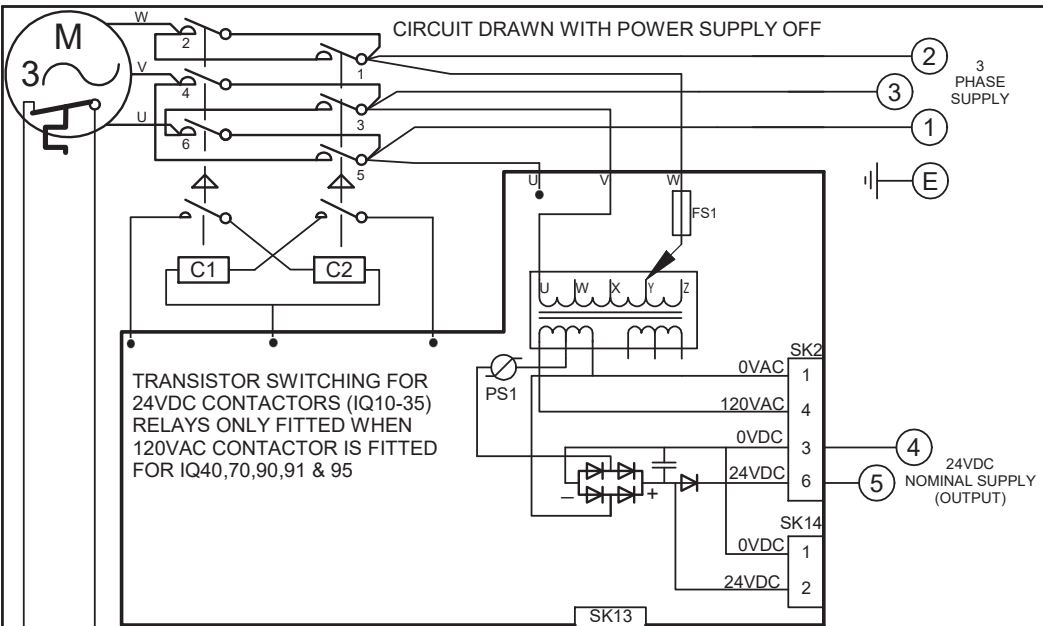 CIRCUIT DRAWN WITH POWER SUPPLY OFF
M
3
W
V
U
2
4
6
1
3
5
2
3
1
3
PHASE
SUPPLY
E
C1
C2
U
V
W
FS1
U W X Y Z
PS1
TRANSISTOR SWITCHING FOR
24VDC CONTACTORS (IQ10-35)
RELAYS ONLY FITTED WHEN
120VAC CONTACTOR IS FITTED
FOR IQ40,70,90,91 & 95
SK2
0VAC 1
120VAC 4
0VDC 3
24VDC 6
4
5
24VDC
NOMINAL SUPPLY
(OUTPUT)
– +
SK14
0VDC 1
24VDC 2
SK13